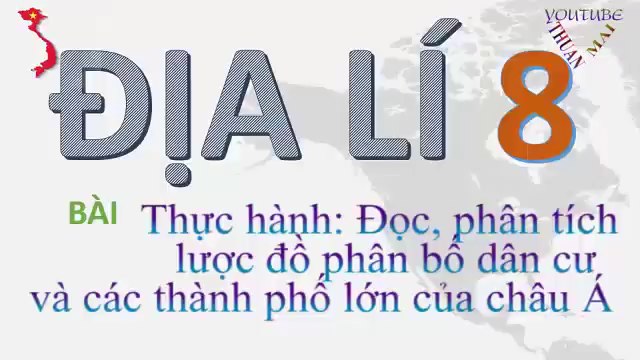 YOUTUBE
THUAN MAI
ĐỊA LÍ 8
BÀI Thực hành: Đọc, phân tích
lược đồ phân bố dân cư
và các thành phố lớn của châu Á